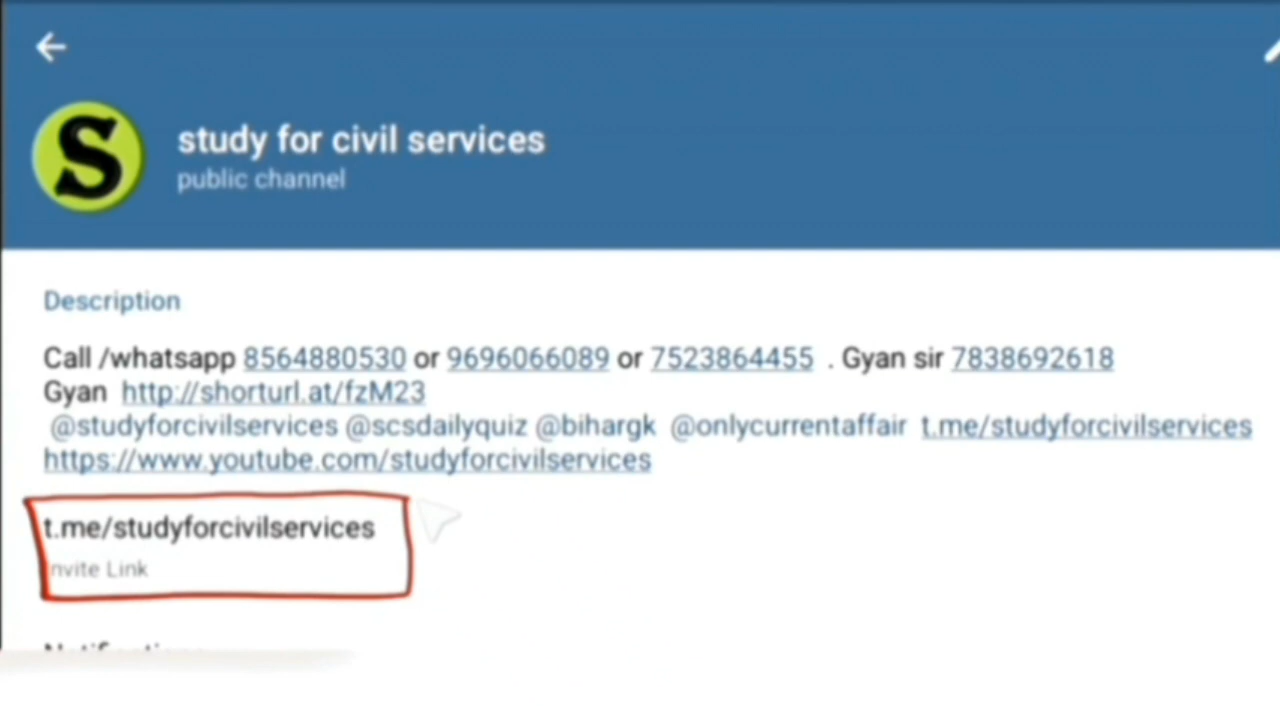 S
study for civil services
public channel
Description
Call /whatsapp 8564880530 or 9696066089 or 7523864455 . Gyan sir 7838692618
Gyan http://shorturl.at/fzM23
@studyforcivilservices @scsdailyquiz @bihargk @onlycurrentaffair t.me/studyforcivilservices
https://www.youtube.com/studyforcivilservices
t.me/studyforcivilservices
Invite Link